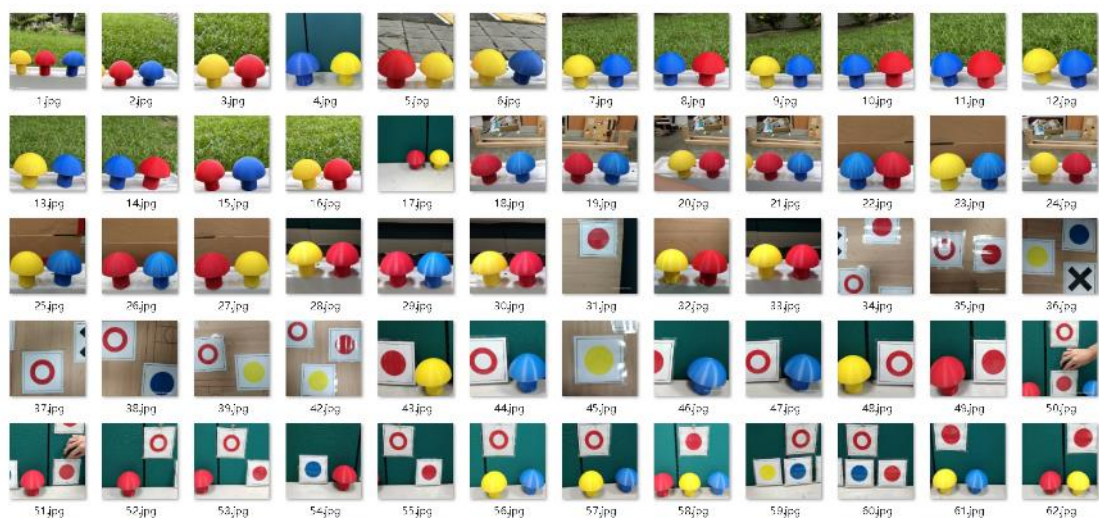 1.jpg 2.jpg 3.jpg 4.jpg 5.jpg 6.jpg 7.jpg 8.jpg 9.jpg 10.jpg 11.jpg 12.jpg
13.jpg 14.jpg 15.jpg 16.jpg 17.jpg 18.jpg 19.jpg 20.jpg 21.jpg 22.jpg 23.jpg 24.jpg
25.jpg 26.jpg 27.jpg 28.jpg 29.jpg 30.jpg 31.jpg 32.jpg 33.jpg 34.jpg 35.jpg 36.jpg
37.jpg 38.jpg 39.jpg 42.jpg 43.jpg 44.jpg 45.jpg 46.jpg 47.jpg 48.jpg 49.jpg 50.jpg
51.jpg 52.jpg 53.jpg 54.jpg 55.jpg 56.jpg 57.jpg 58.jpg 59.jpg 60.jpg 61.jpg 62.jpg